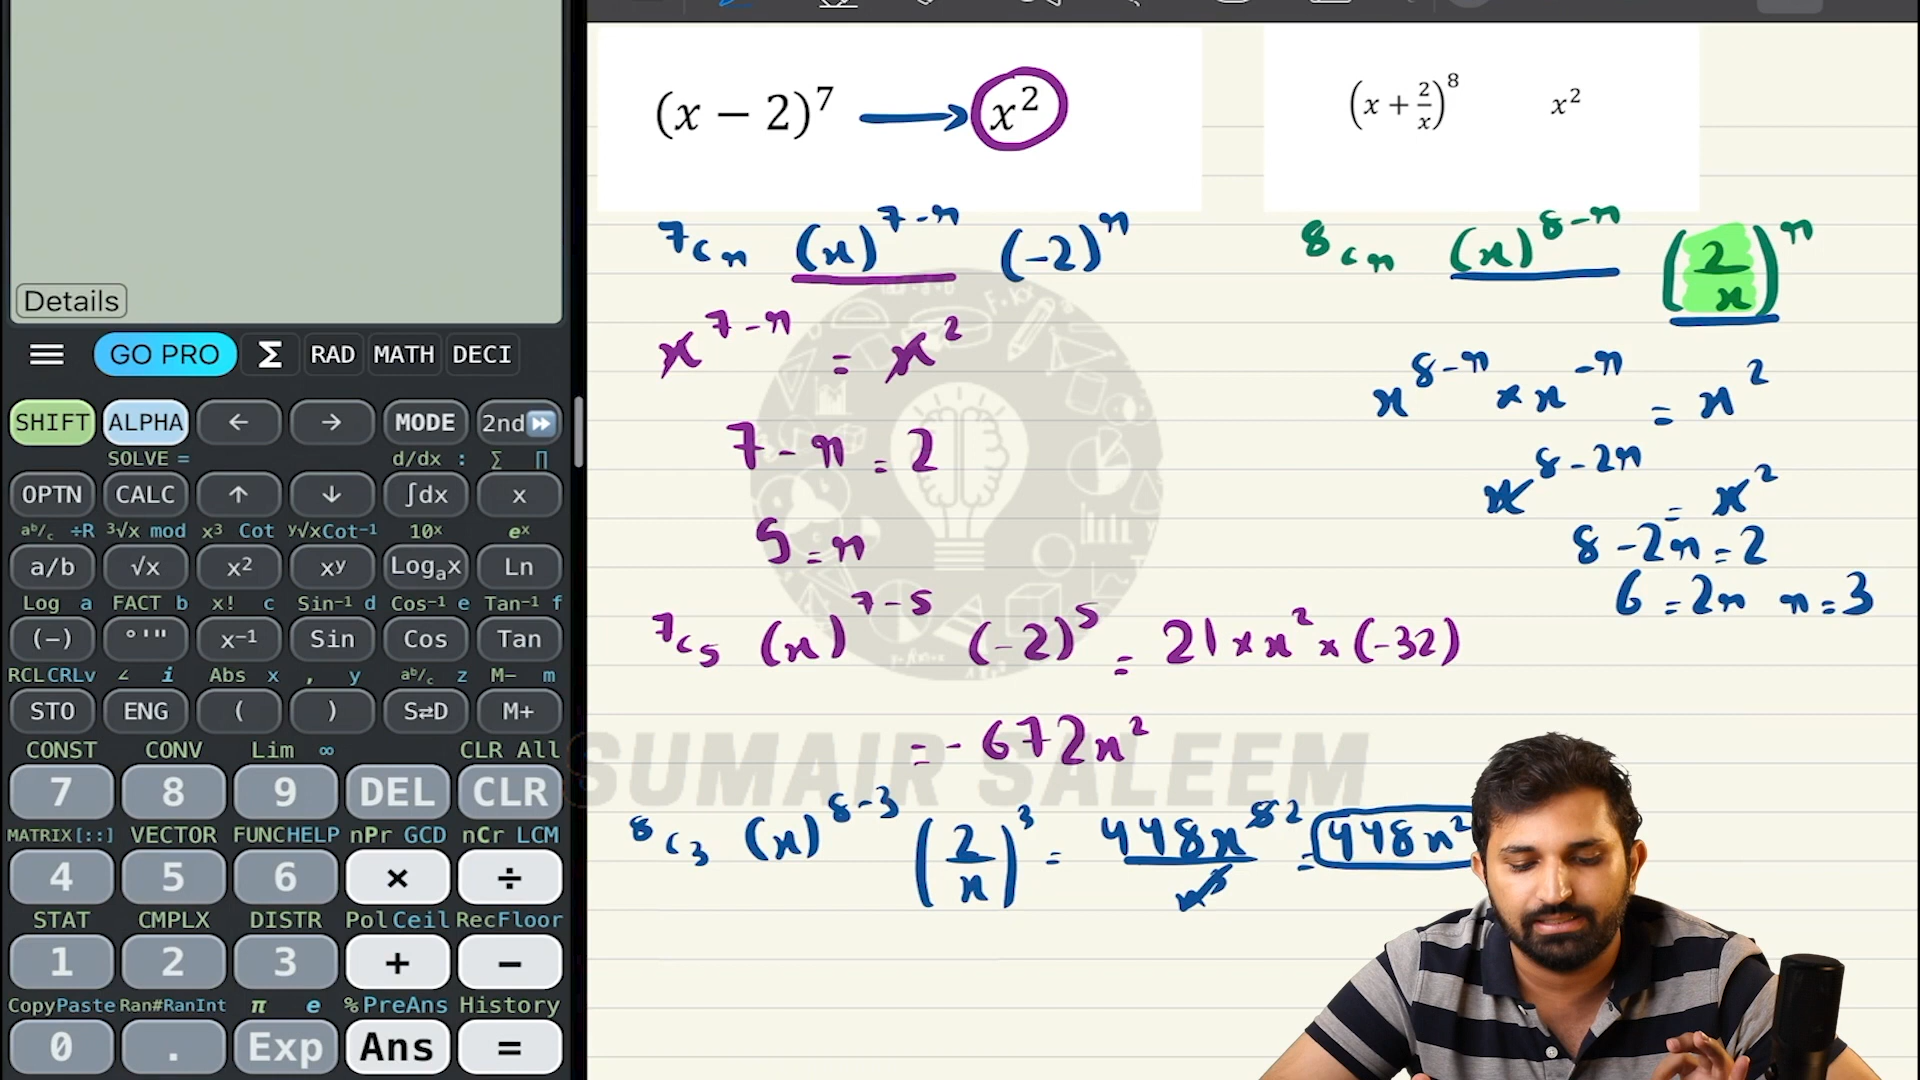 Details
GO PRO Σ RAD MATH DECI
SHIFT ALPHA ← → MODE 2nd
SOLVE = d/dx : ∑ ∏
OPTN CALC ↑ ↓ ∫dx x
aᵇ/c ÷R ³√x mod x³ Cot ʸ√x Cot⁻¹ 10ˣ eˣ
a/b √x x² xʸ Logₐx Ln
Log a FACT b x! c Sin⁻¹ d Cos⁻¹ e Tan⁻¹ f
(−) °'" x⁻¹ Sin Cos Tan
RCL CRLv ∠ i Abs x , y aᵇ/c z M− m
STO ENG ( ) S⇄D M+
CONST CONV Lim ∞ CLR All
7 8 9 DEL CLR
MATRIX[::] VECTOR FUNC HELP nPr GCD nCr LCM
4 5 6 × ÷
STAT CMPLX DISTR Pol Ceil Rec Floor
1 2 3 + −
Copy Paste Ran# RanInt π e % PreAns History
0 . Exp Ans =
(x − 2)⁷ → x²
⁷Cₙ (x)⁷⁻ⁿ (-2)ⁿ
x⁷⁻ⁿ = x²
7 - n = 2
5 = n
⁷C₅ (x)⁷⁻⁵ (-2)⁵ = 21 × x² × (-32)
= - 672x²
(x + 2/x)⁸ x²
⁸Cₙ (x)⁸⁻ⁿ (2/x)ⁿ
x⁸⁻ⁿ × x⁻ⁿ = x²
x⁸⁻²ⁿ = x²
8 - 2n = 2
6 = 2n n = 3
⁸C₃ (x)⁸⁻³ (2/x)³ = 448x = 448x²
SUMAIR SALEEM